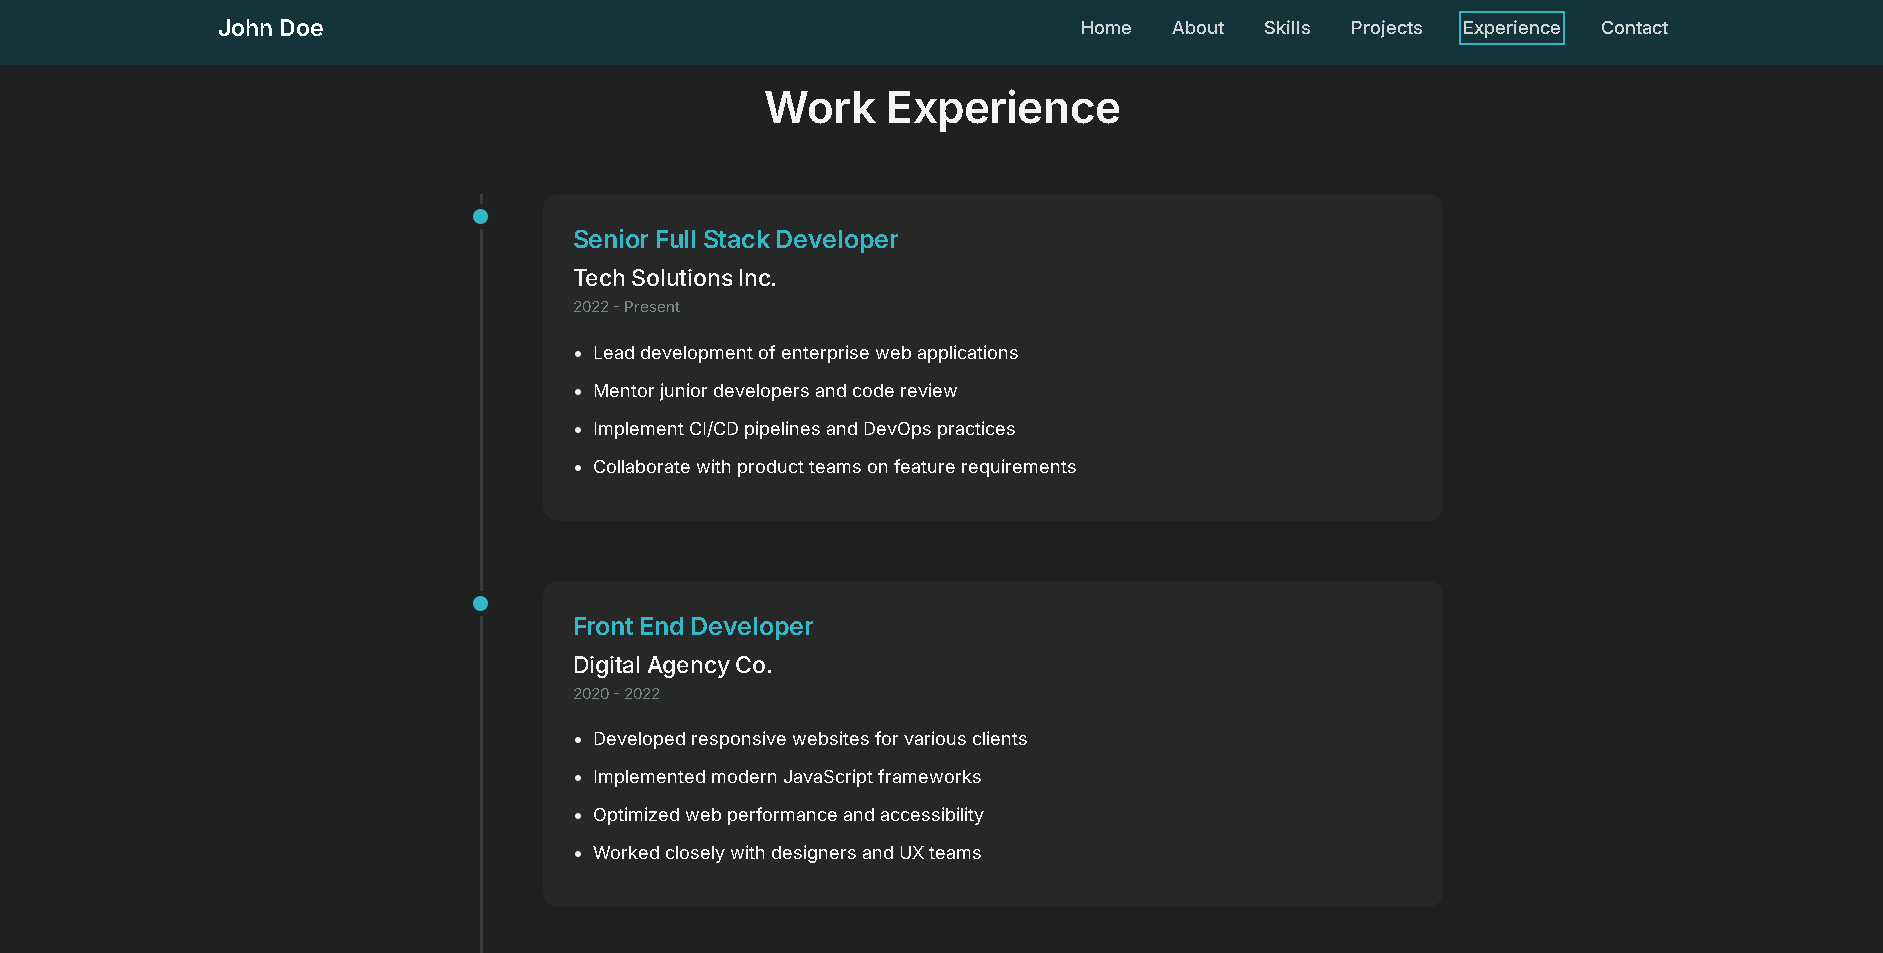 John Doe
Home About Skills Projects Experience Contact
Work Experience
Senior Full Stack Developer
Tech Solutions Inc.
2022 - Present
• Lead development of enterprise web applications
• Mentor junior developers and code review
• Implement CI/CD pipelines and DevOps practices
• Collaborate with product teams on feature requirements
Front End Developer
Digital Agency Co.
2020 - 2022
• Developed responsive websites for various clients
• Implemented modern JavaScript frameworks
• Optimized web performance and accessibility
• Worked closely with designers and UX teams